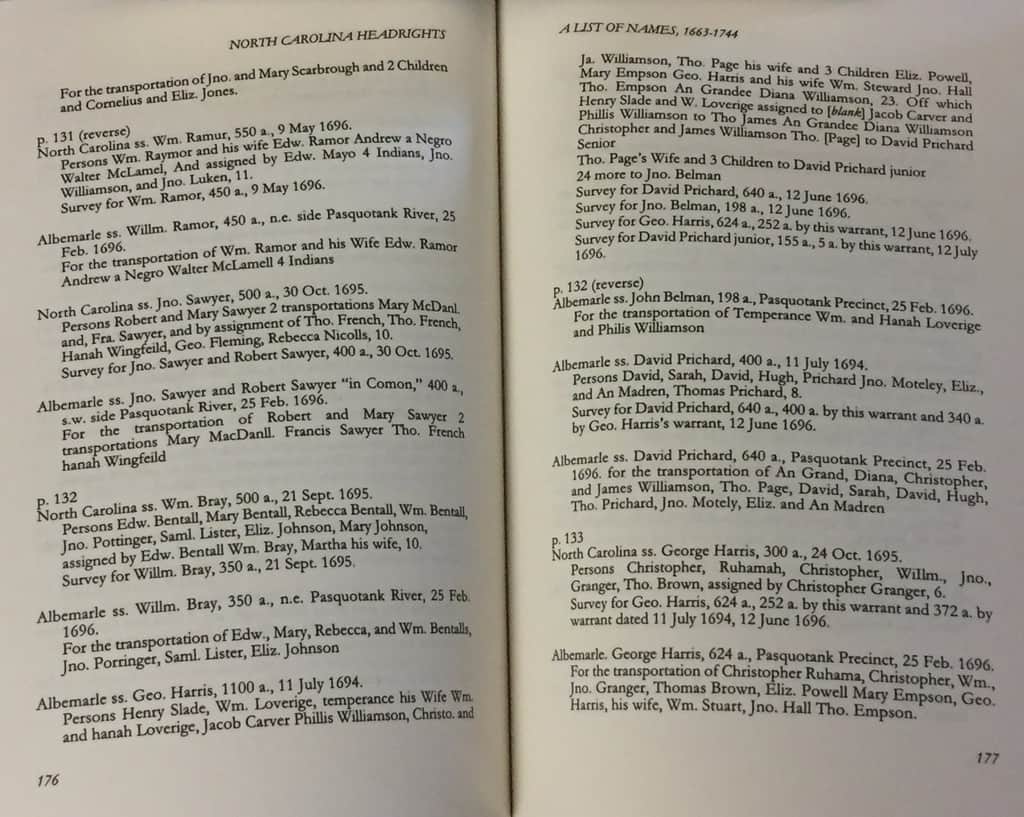 NORTH CAROLINA HEADRIGHTS
For the transportation of Jno. and Mary Scarbrough and 2 Children
and Cornelius and Eliz. Jones.
p. 131 (reverse)
North Carolina ss. Wm. Ramur, 550 a., 9 May 1696.
Persons Wm. Raymor and his wife Edw. Ramor Andrew a Negro
Walter McLamel, And assigned by Edw. Mayo 4 Indians, Jno.
Williamson, and Jno. Luken, 11.
Survey for Wm. Ramor, 450 a., 9 May 1696.
Albemarle ss. Willm. Ramor, 450 a., n.e. side Pasquotank River, 25
Feb. 1696.
For the transportation of Wm. Ramor and his Wife Edw. Ramor
Andrew a Negro Walter McLamell 4 Indians
North Carolina ss. Jno. Sawyer, 500 a., 30 Oct. 1695.
Persons Robert and Mary Sawyer 2 transportations Mary McDanl.
and, Fra. Sawyer, and by assignment of Tho. French, Tho. French,
Hanah Wingfeild, Geo. Fleming, Rebecca Nicolls, 10.
Survey for Jno. Sawyer and Robert Sawyer, 400 a., 30 Oct. 1695.
Albemarle ss. Jno. Sawyer and Robert Sawyer "in Comon," 400 a.,
s.w. side Pasquotank River, 25 Feb. 1696.
For the transportation of Robert and Mary Sawyer 2
transportations Mary MacDanll. Francis Sawyer Tho. French
hanah Wingfeild
p. 132
North Carolina ss. Wm. Bray, 500 a., 21 Sept. 1695.
Persons Edw. Bentall, Mary Bentall, Rebecca Bentall, Wm. Bentall,
Jno. Pottinger, Saml. Lister, Eliz. Johnson, Mary Johnson,
assigned by Edw. Bentall Wm. Bray, Martha his wife, 10.
Survey for Willm. Bray, 350 a., 21 Sept. 1695.
Albemarle ss. Willm. Bray, 350 a., n.e. Pasquotank River, 25 Feb.
1696.
For the transportation of Edw., Mary, Rebecca, and Wm. Bentalls,
Jno. Porringer, Saml. Lister, Eliz. Johnson
Albemarle ss. Geo. Harris, 1100 a., 11 July 1694.
Persons Henry Slade, Wm. Loverige, temperance his Wife Wm.
and hanah Loverige, Jacob Carver Phillis Williamson, Christo. and
176
A LIST OF NAMES, 1663-1744
Ja. Williamson, Tho. Page his wife and 3 Children Eliz. Powell,
Mary Empson Geo. Harris and his wife Wm. Steward Jno. Hall
Tho. Empson An Grandee Diana Williamson, 23. Off which
Henry Slade and W. Loverige assigned to [blank] Jacob Carver and
Phillis Williamson to Tho James An Grandee Diana Williamson
Christopher and James Williamson Tho. [Page] to David Prichard
Senior
Tho. Page's Wife and 3 Children to David Prichard junior
24 more to Jno. Belman
Survey for David Prichard, 640 a., 12 June 1696.
Survey for Jno. Belman, 198 a., 12 June 1696.
Survey for Geo. Harris, 624 a., 252 a. by this warrant, 12 June 1696.
Survey for David Prichard junior, 155 a., 5 a. by this warrant, 12 July
1696.
p. 132 (reverse)
Albemarle ss. John Belman, 198 a., Pasquotank Precinct, 25 Feb. 1696.
For the transportation of Temperance Wm. and Hanah Loverige
and Philis Williamson
Albemarle ss. David Prichard, 400 a., 11 July 1694.
Persons David, Sarah, David, Hugh, Prichard Jno. Moteley, Eliz.,
and An Madren, Thomas Prichard, 8.
Survey for David Prichard, 640 a., 400 a. by this warrant and 340 a.
by Geo. Harris's warrant, 12 June 1696.
Albemarle ss. David Prichard, 640 a., Pasquotank Precinct, 25 Feb.
1696. for the transportation of An Grand, Diana, Christopher,
and James Williamson, Tho. Page, David, Sarah, David, Hugh,
Tho. Prichard, Jno. Motely, Eliz. and An Madren
p. 133
North Carolina ss. George Harris, 300 a., 24 Oct. 1695.
Persons Christopher, Ruhamah, Christopher, Willm., Jno.,
Granger, Tho. Brown, assigned by Christopher Granger, 6.
Survey for Geo. Harris, 624 a., 252 a. by this warrant and 372 a. by
warrant dated 11 July 1694, 12 June 1696.
Albemarle. George Harris, 624 a., Pasquotank Precinct, 25 Feb. 1696.
For the transportation of Christopher Ruhama, Christopher, Wm.,
Jno. Granger, Thomas Brown, Eliz. Powell Mary Empson, Geo.
Harris, his wife, Wm. Stuart, Jno. Hall Tho. Empson.
177